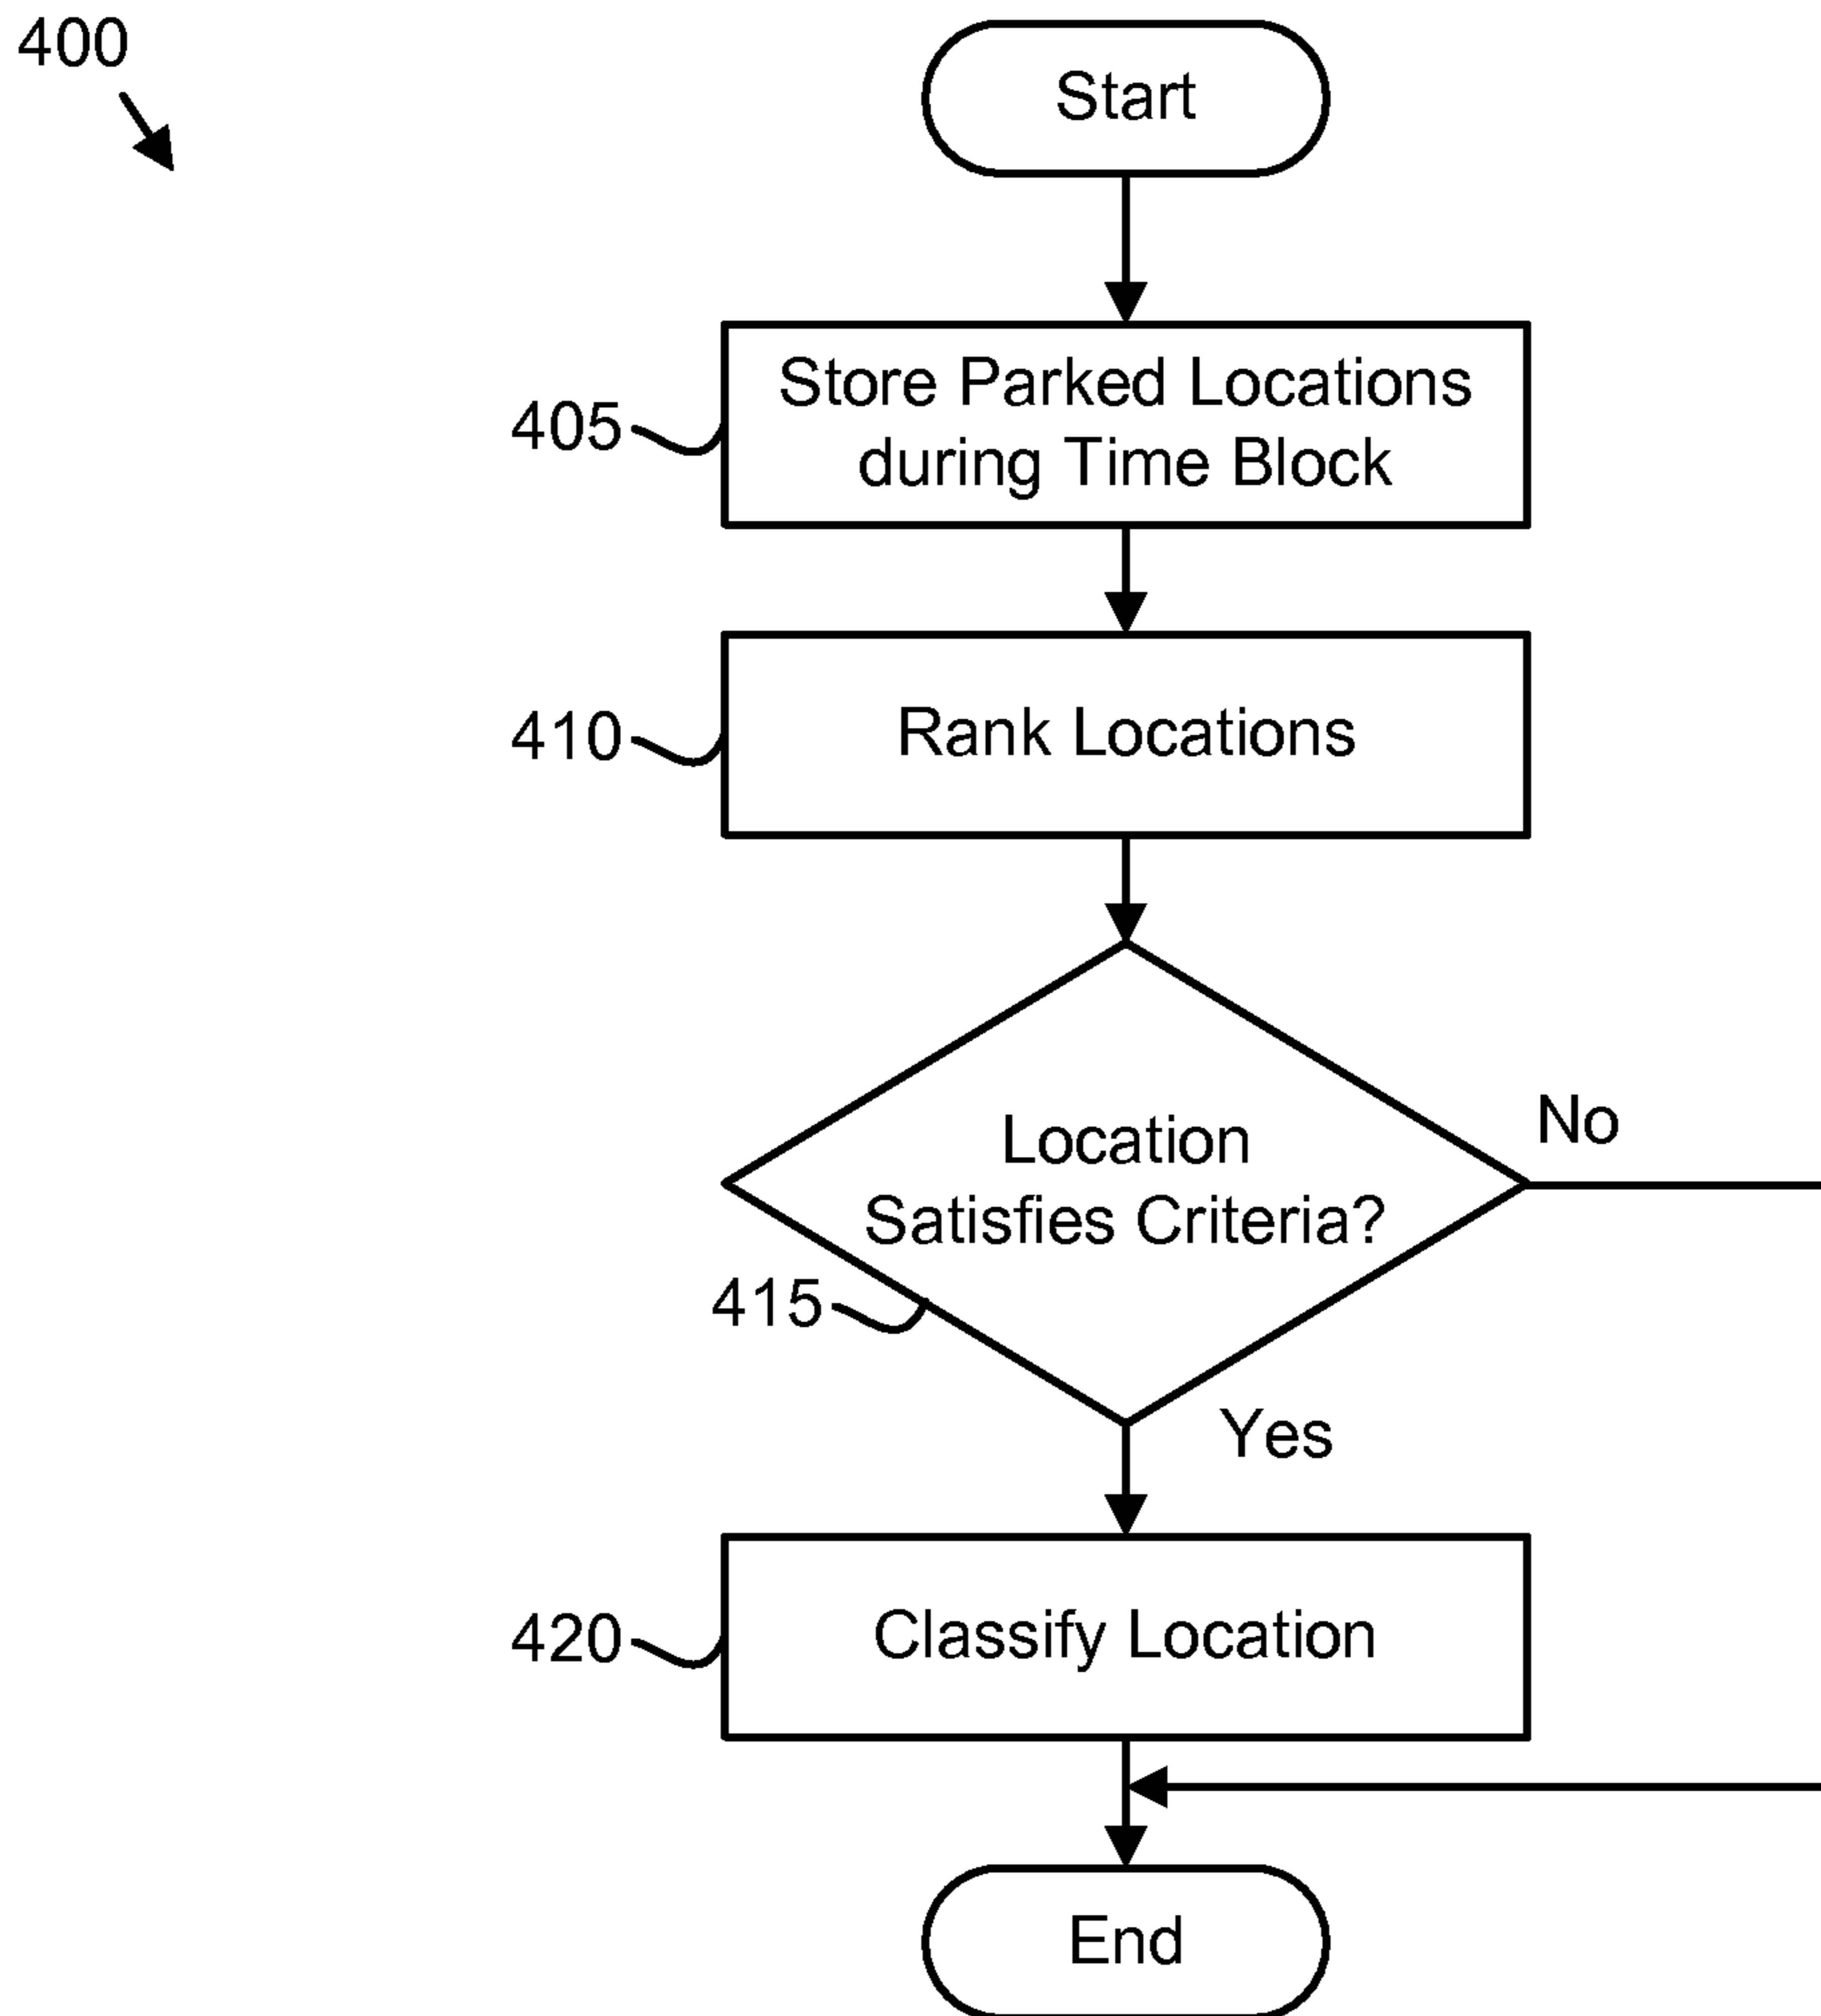 400
Start
Store Parked Locations
during Time Block
405
Rank Locations
410
No
Location
Satisfies Criteria?
415
Yes
Classify Location
420
End